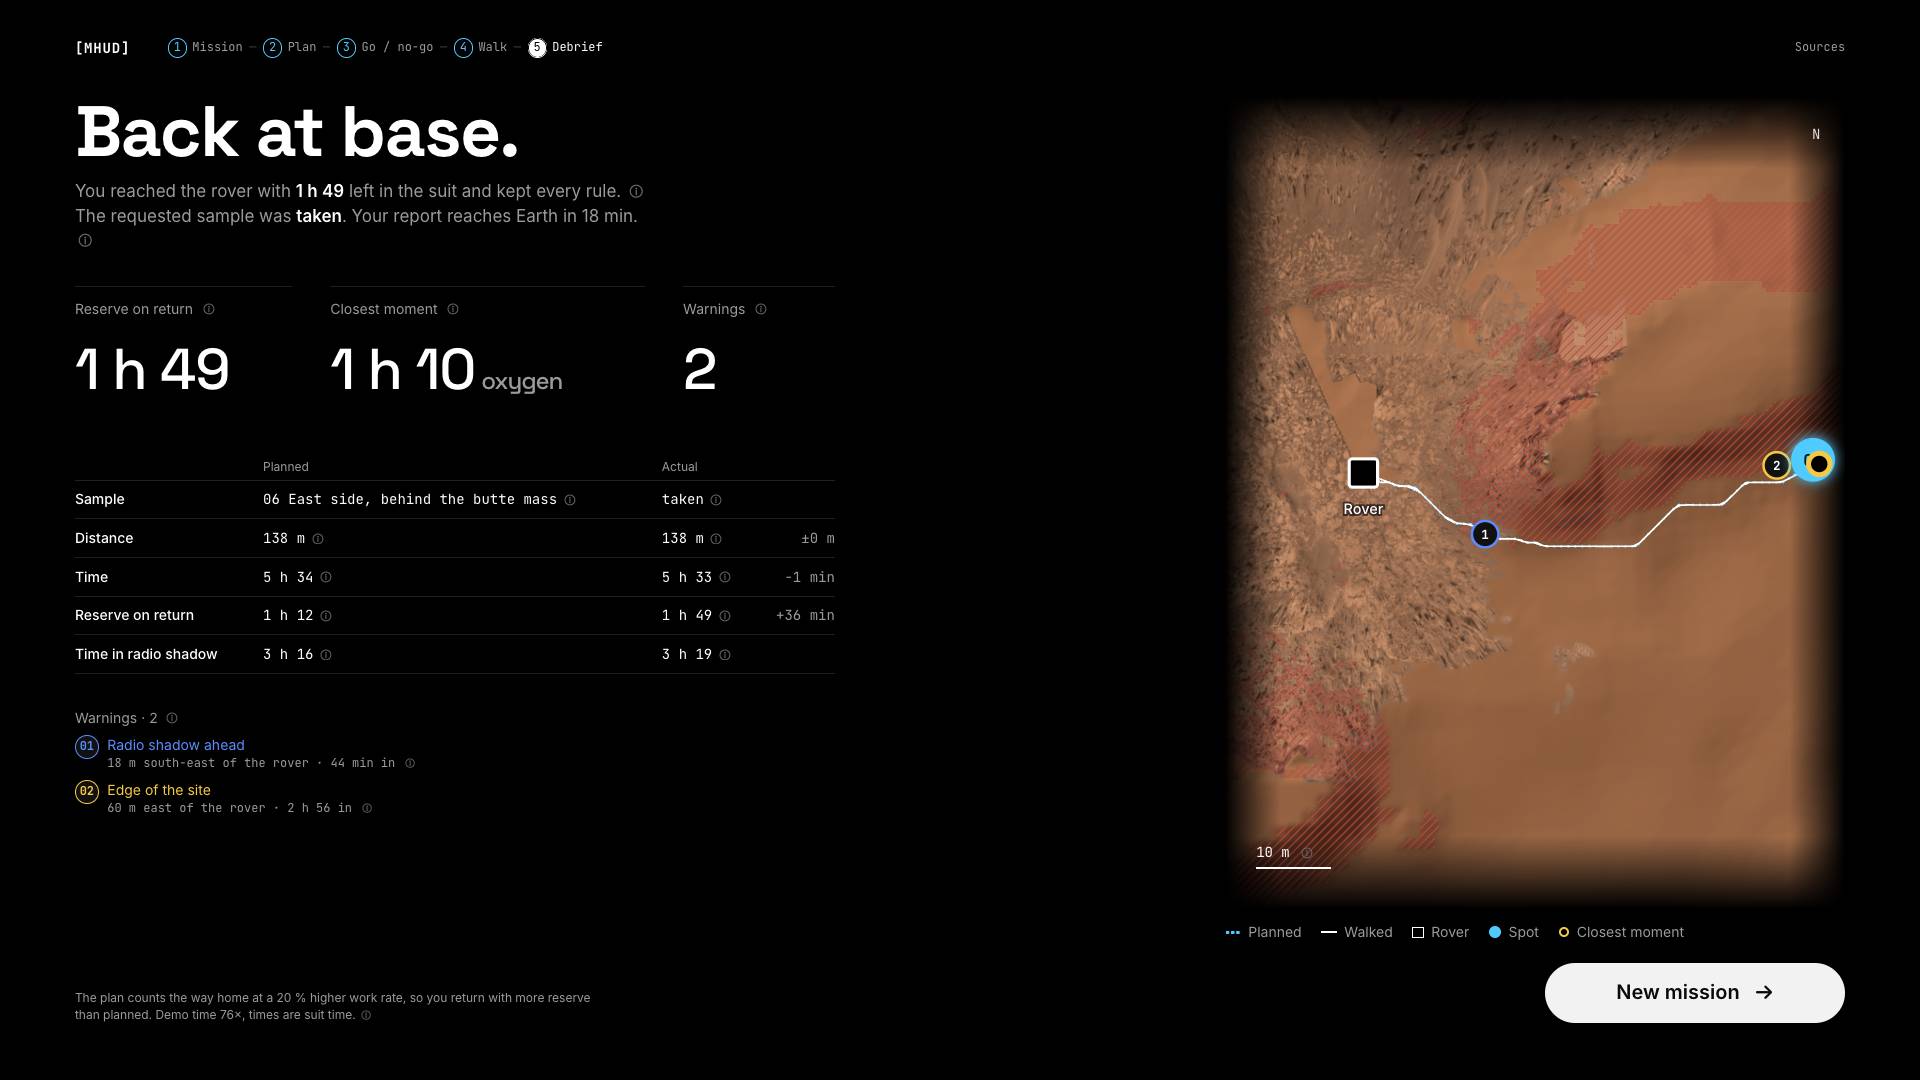 [MHUD]
1 Mission – 2 Plan – 3 Go / no-go – 4 Walk – 5 Debrief
Sources
Back at base.
You reached the rover with 1 h 49 left in the suit and kept every rule. ⓘ
The requested sample was taken. Your report reaches Earth in 18 min.
ⓘ
Reserve on return ⓘ
1 h 49
Closest moment ⓘ
1 h 10 oxygen
Warnings ⓘ
2
Planned Actual
Sample 06 East side, behind the butte mass ⓘ taken ⓘ
Distance 138 m ⓘ 138 m ⓘ ±0 m
Time 5 h 34 ⓘ 5 h 33 ⓘ -1 min
Reserve on return 1 h 12 ⓘ 1 h 49 ⓘ +36 min
Time in radio shadow 3 h 16 ⓘ 3 h 19 ⓘ
Warnings · 2 ⓘ
01 Radio shadow ahead
18 m south-east of the rover · 44 min in ⓘ
02 Edge of the site
60 m east of the rover · 2 h 56 in ⓘ
The plan counts the way home at a 20 % higher work rate, so you return with more reserve
than planned. Demo time 76×, times are suit time. ⓘ
N
2
Rover
1
10 m ⓘ
Planned Walked Rover Spot Closest moment
New mission →